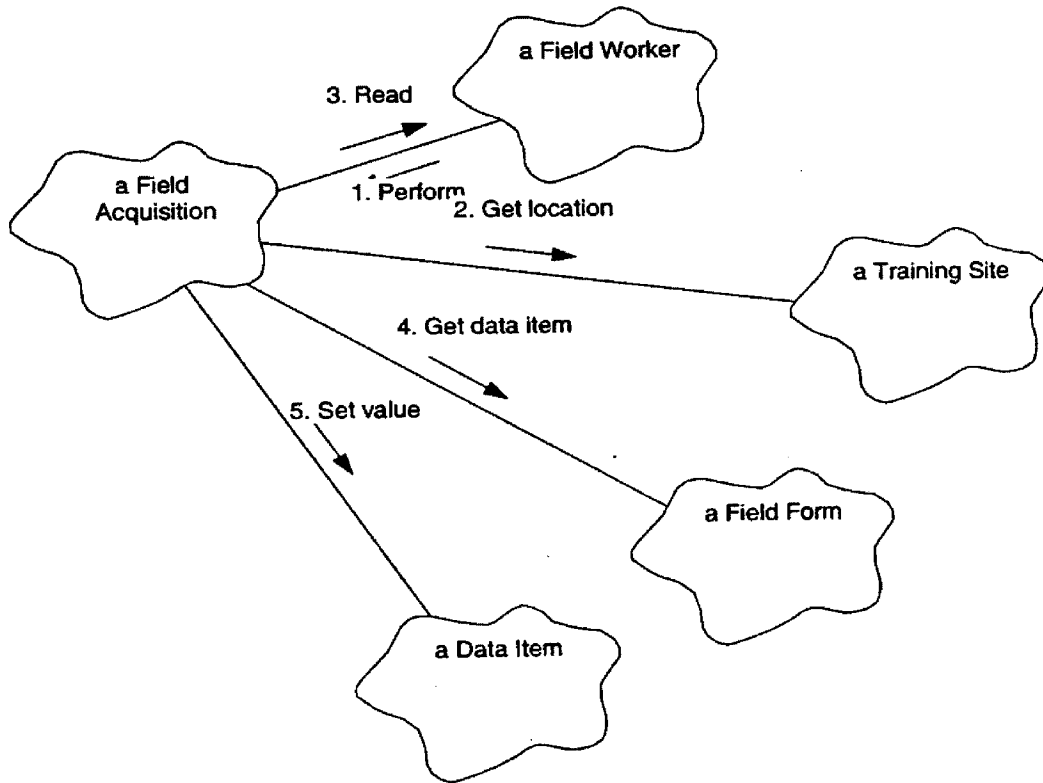 a Field Worker
3. Read
a Field
Acquisition
1. Perform
2. Get location
a Training Site
4. Get data item
5. Set value
a Field Form
a Data Item